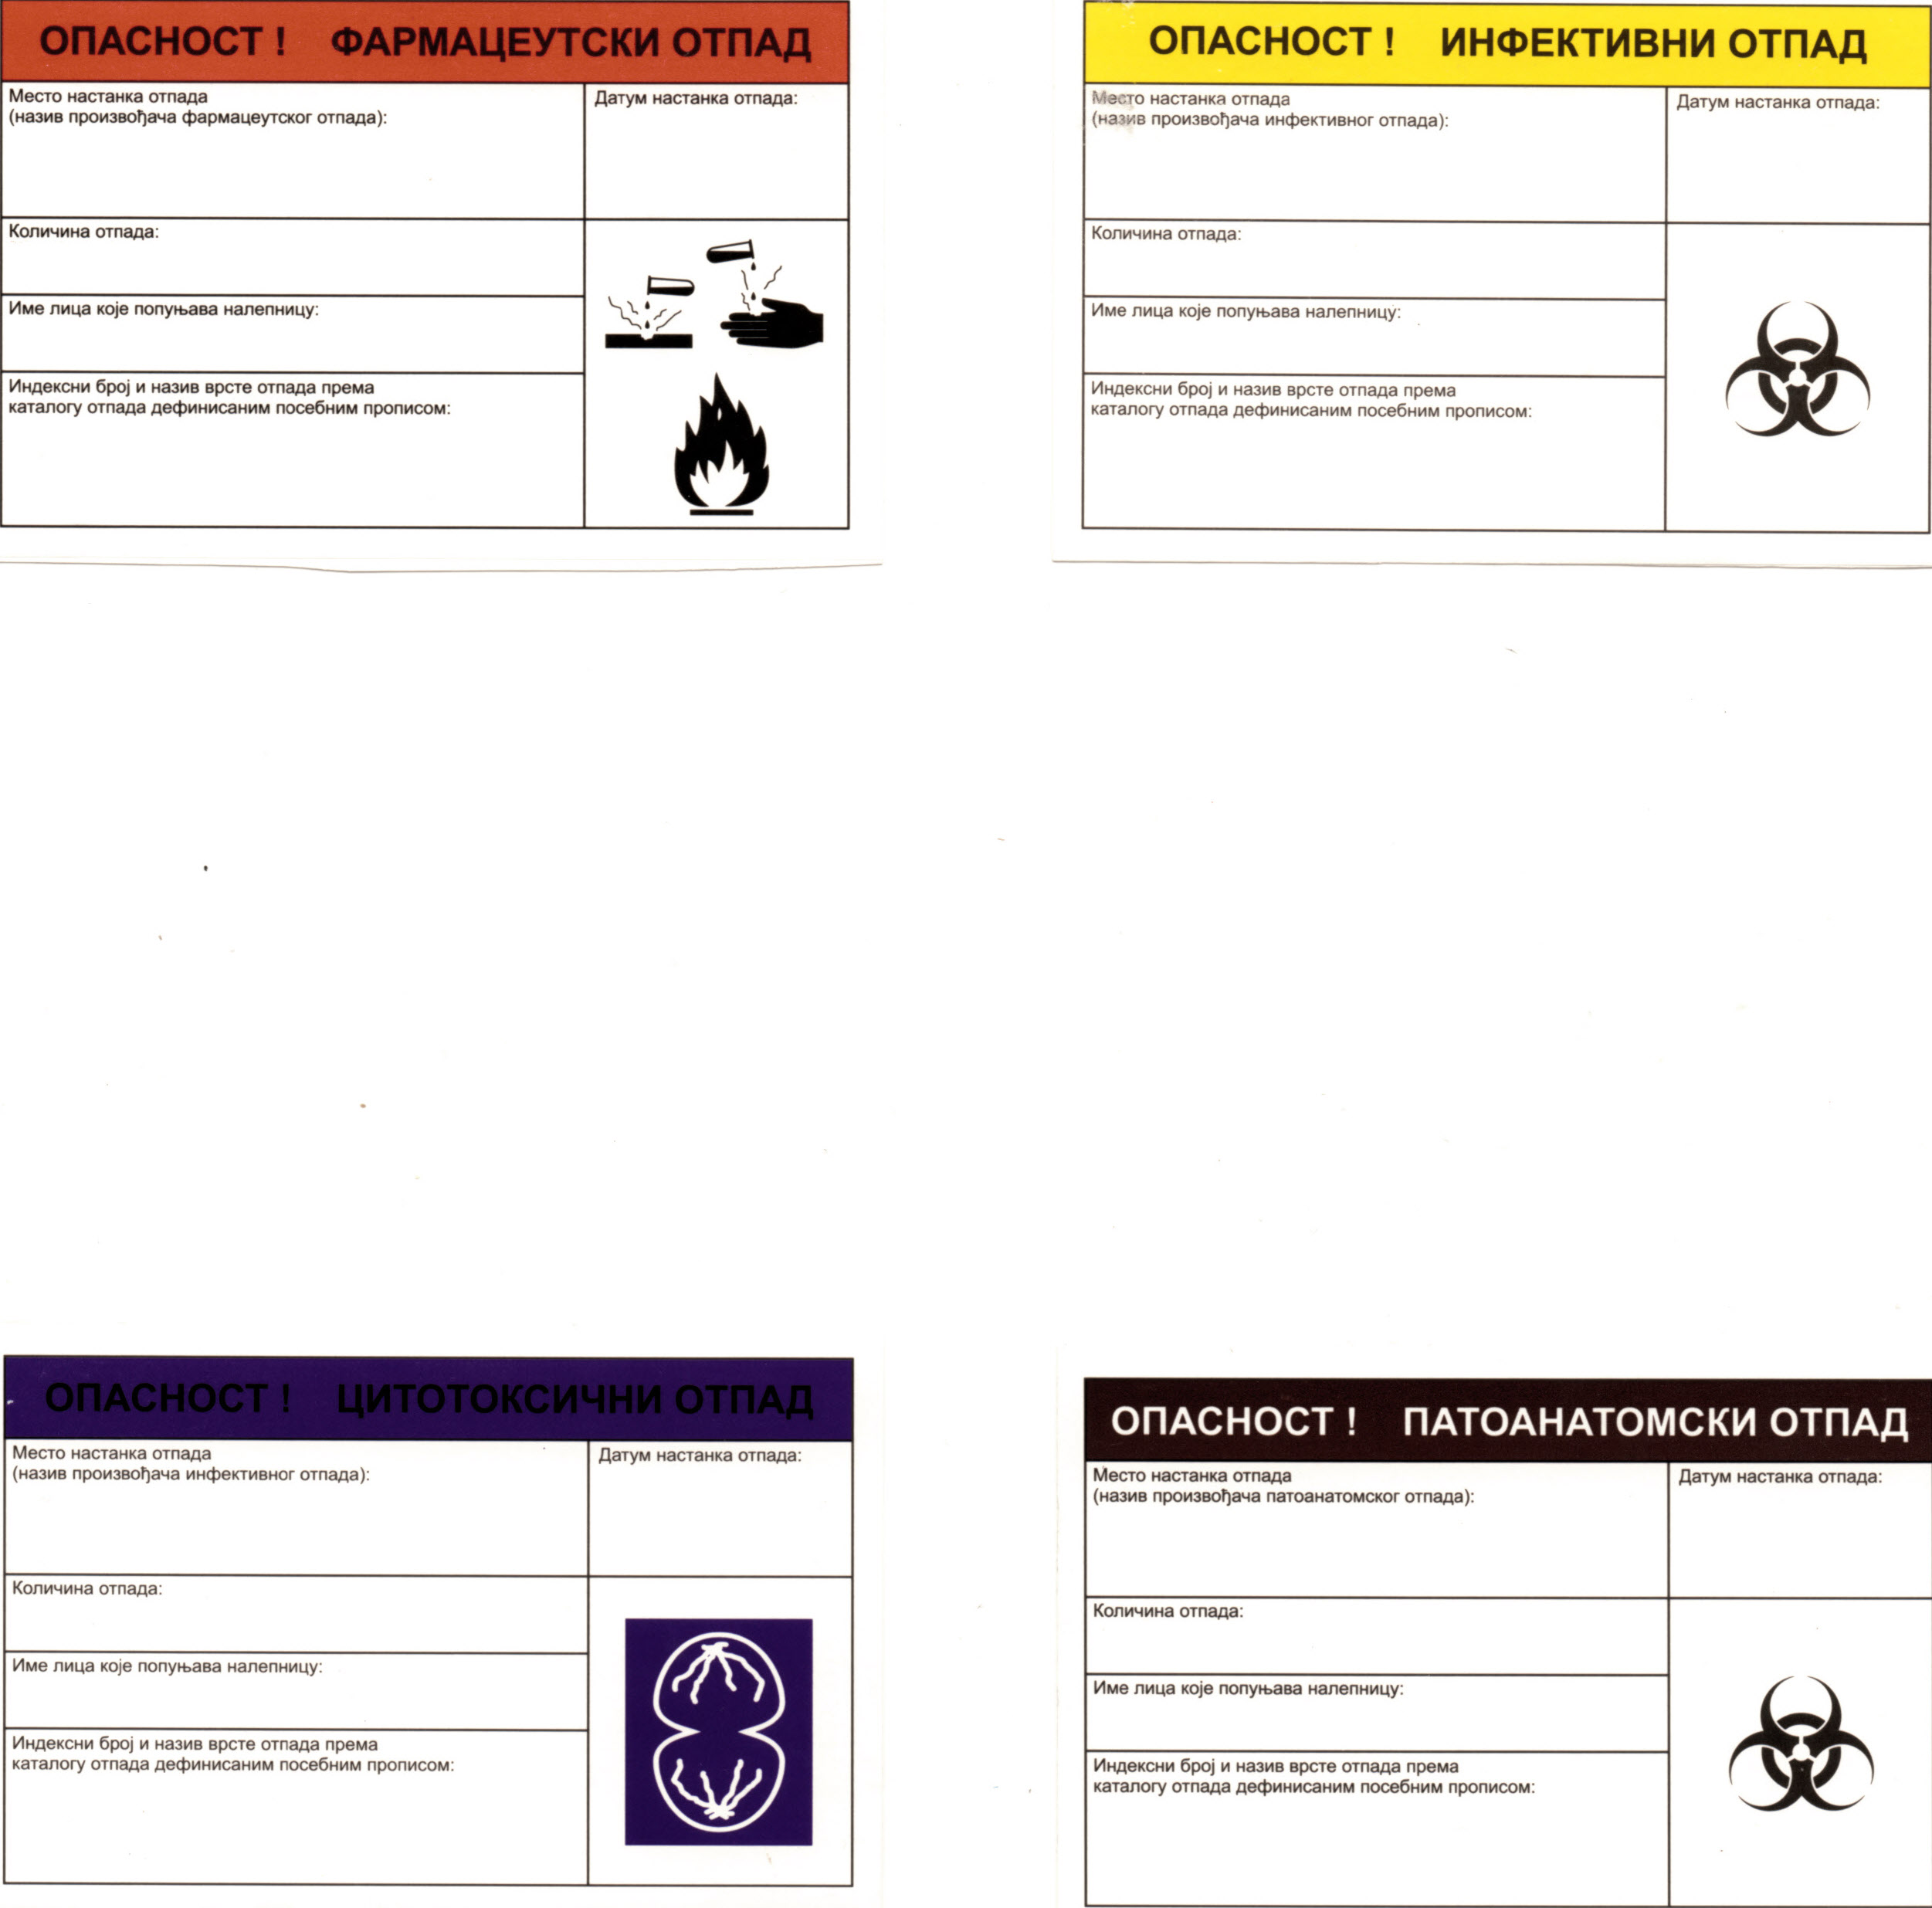 ОПАСНОСТ ! ФАРМАЦЕУТСКИ ОТПАД
Место настанка отпада
(назив произвођача фармацеутског отпада):
Датум настанка отпада:
Количина отпада:
Име лица које попуњава налепницу:
Индексни број и назив врсте отпада према
каталогу отпада дефинисаним посебним прописом:
ОПАСНОСТ ! ИНФЕКТИВНИ ОТПАД
Место настанка отпада
(назив произвођача инфективног отпада):
Датум настанка отпада:
Количина отпада:
Име лица које попуњава налепницу:
Индексни број и назив врсте отпада према
каталогу отпада дефинисаним посебним прописом:
ОПАСНОСТ ! ЦИТОТОКСИЧНИ ОТПАД
Место настанка отпада
(назив произвођача инфективног отпада):
Датум настанка отпада:
Количина отпада:
Име лица које попуњава налепницу:
Индексни број и назив врсте отпада према
каталогу отпада дефинисаним посебним прописом:
ОПАСНОСТ ! ПАТОАНАТОМСКИ ОТПАД
Место настанка отпада
(назив произвођача патоанатомског отпада):
Датум настанка отпада:
Количина отпада:
Име лица које попуњава налепницу:
Индексни број и назив врсте отпада према
каталогу отпада дефинисаним посебним прописом: